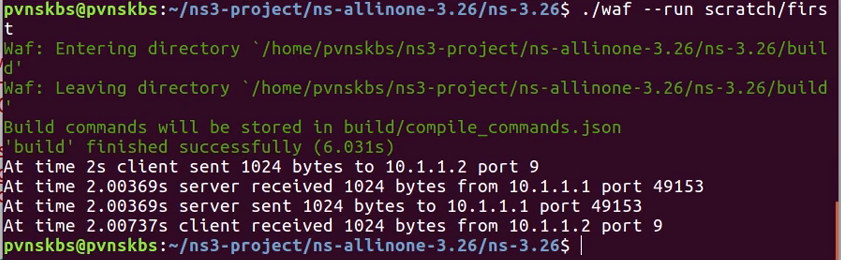 pvnskbs@pvnskbs:~/ns3-project/ns-allinone-3.26/ns-3.26$ ./waf --run scratch/firs
t
Waf: Entering directory `/home/pvnskbs/ns3-project/ns-allinone-3.26/ns-3.26/buil
d'
Waf: Leaving directory `/home/pvnskbs/ns3-project/ns-allinone-3.26/ns-3.26/build
'
Build commands will be stored in build/compile_commands.json
'build' finished successfully (6.031s)
At time 2s client sent 1024 bytes to 10.1.1.2 port 9
At time 2.00369s server received 1024 bytes from 10.1.1.1 port 49153
At time 2.00369s server sent 1024 bytes to 10.1.1.1 port 49153
At time 2.00737s client received 1024 bytes from 10.1.1.2 port 9
pvnskbs@pvnskbs:~/ns3-project/ns-allinone-3.26/ns-3.26$